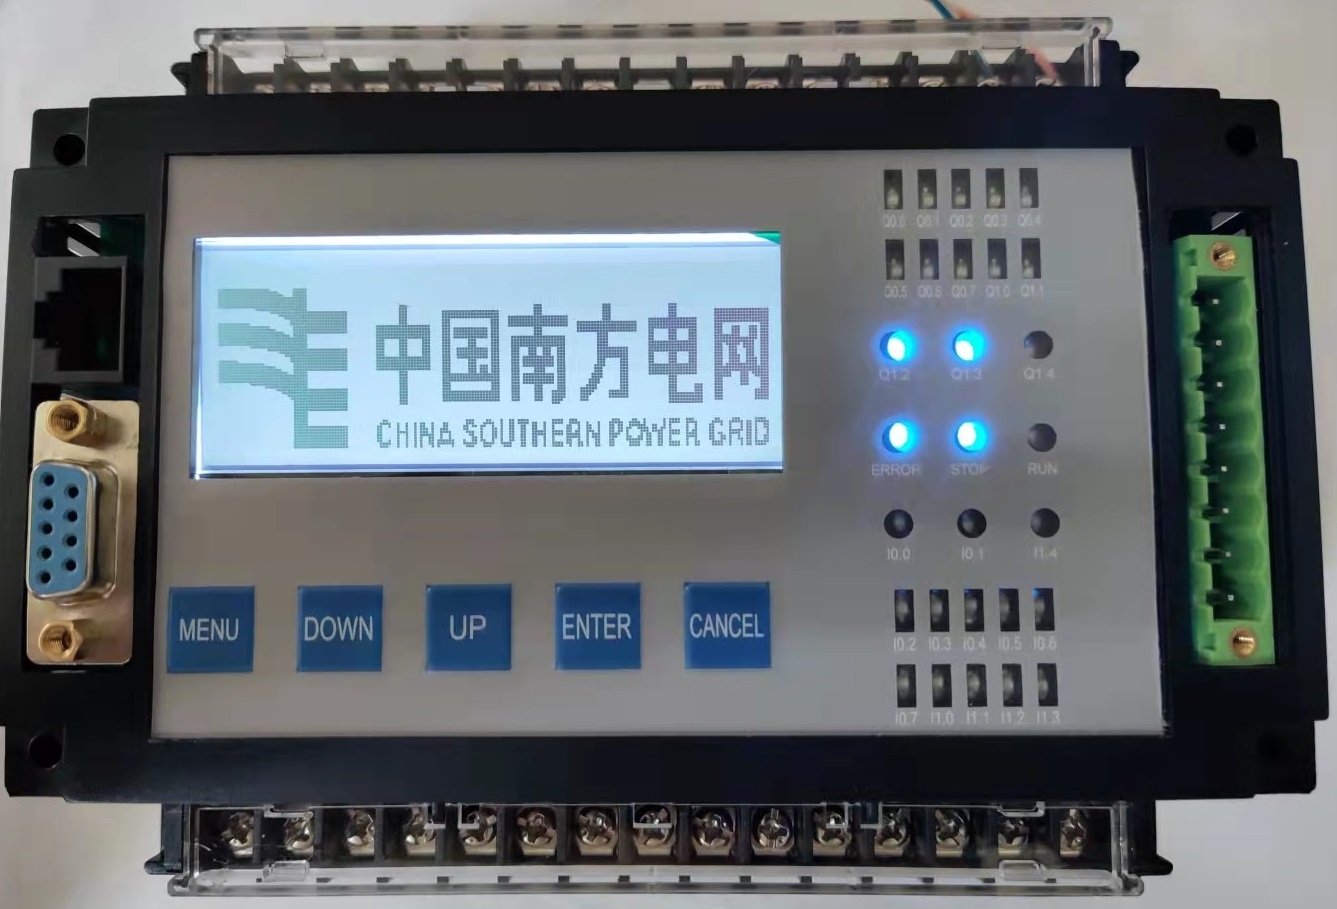 Q0.0 Q0.1 Q0.2 Q0.3 Q0.4
Q0.5 Q0.6 Q0.7 Q1.0 Q1.1
中国南方电网
CHINA SOUTHERN POWER GRID
Q1.2 Q1.3 Q1.4
ERROR STOP RUN
I0.0 I0.1 I1.4
MENU DOWN UP ENTER CANCEL
I0.2 I0.3 I0.4 I0.5 I0.6
I0.7 I1.0 I1.1 I1.2 I1.3